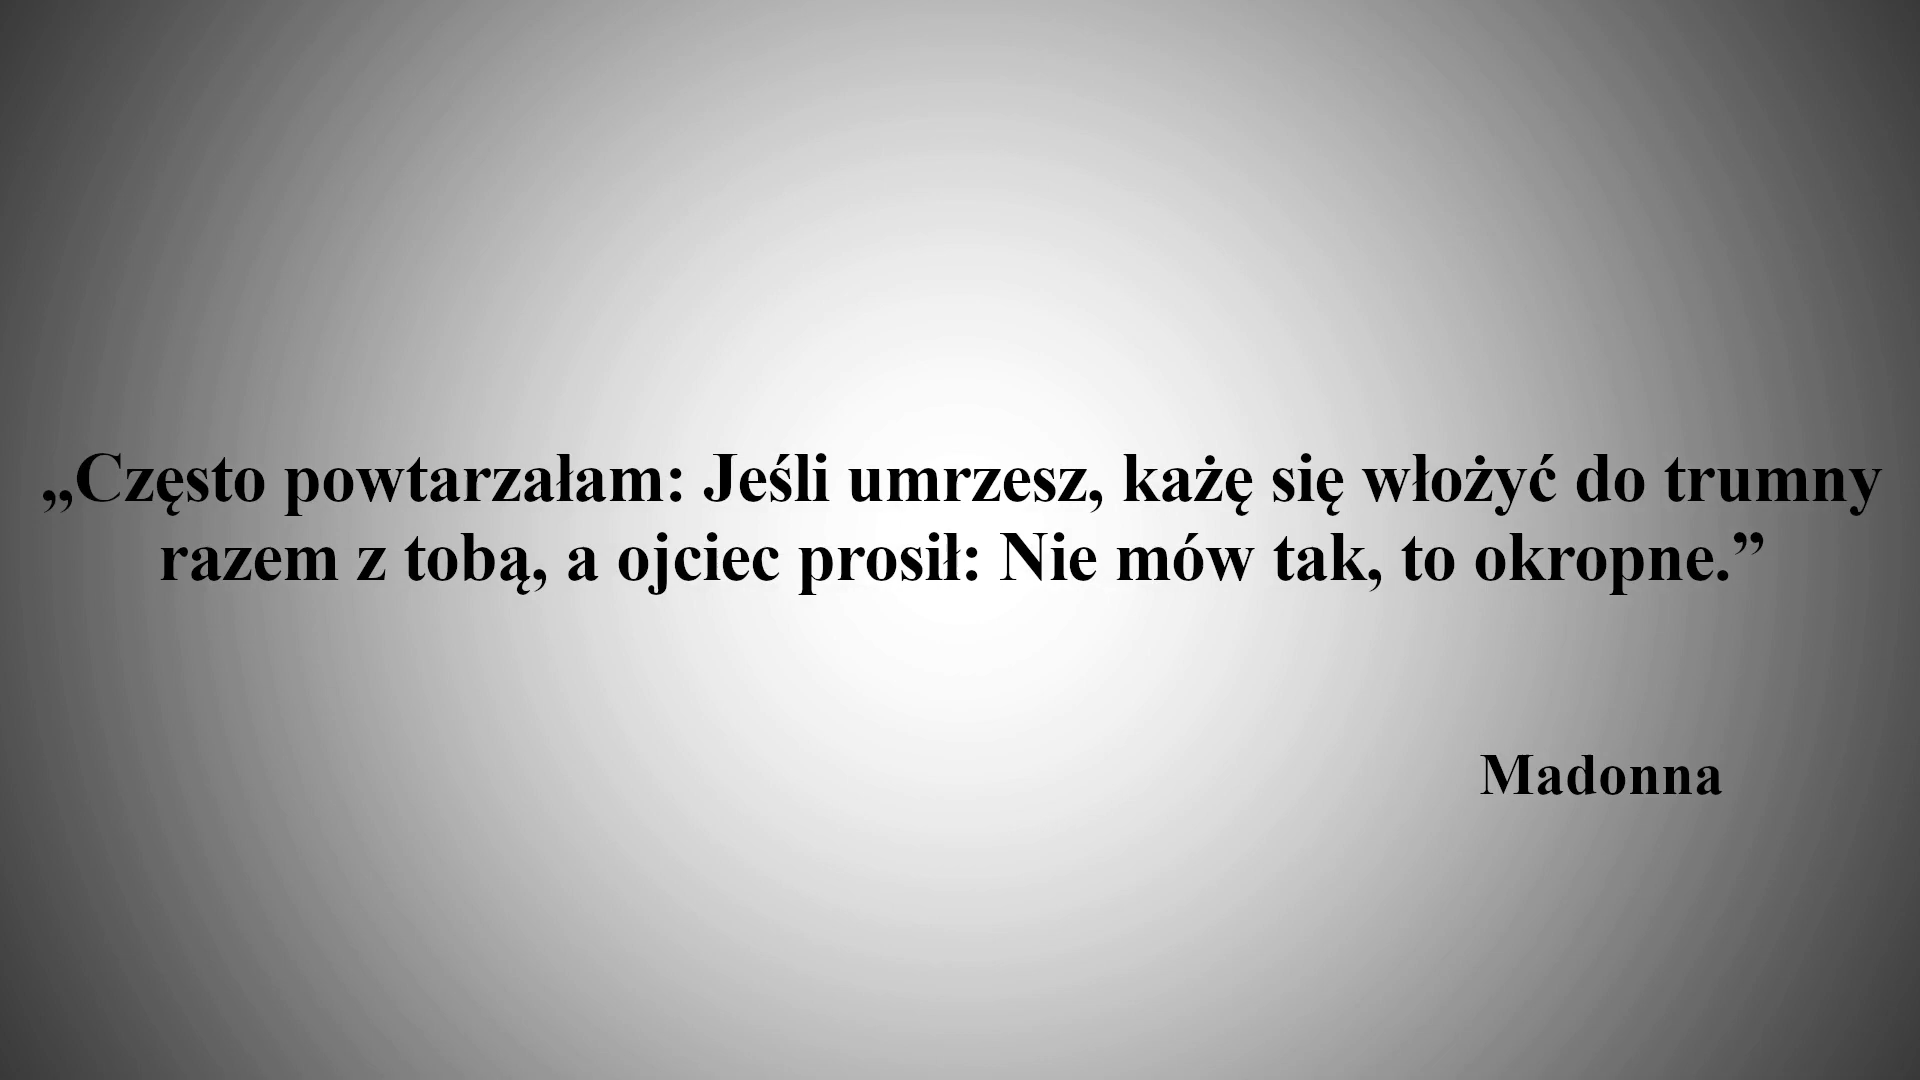 „Często powtarzałam: Jeśli umrzesz, każę się włożyć do trumny
razem z tobą, a ojciec prosił: Nie mów tak, to okropne.”
Madonna